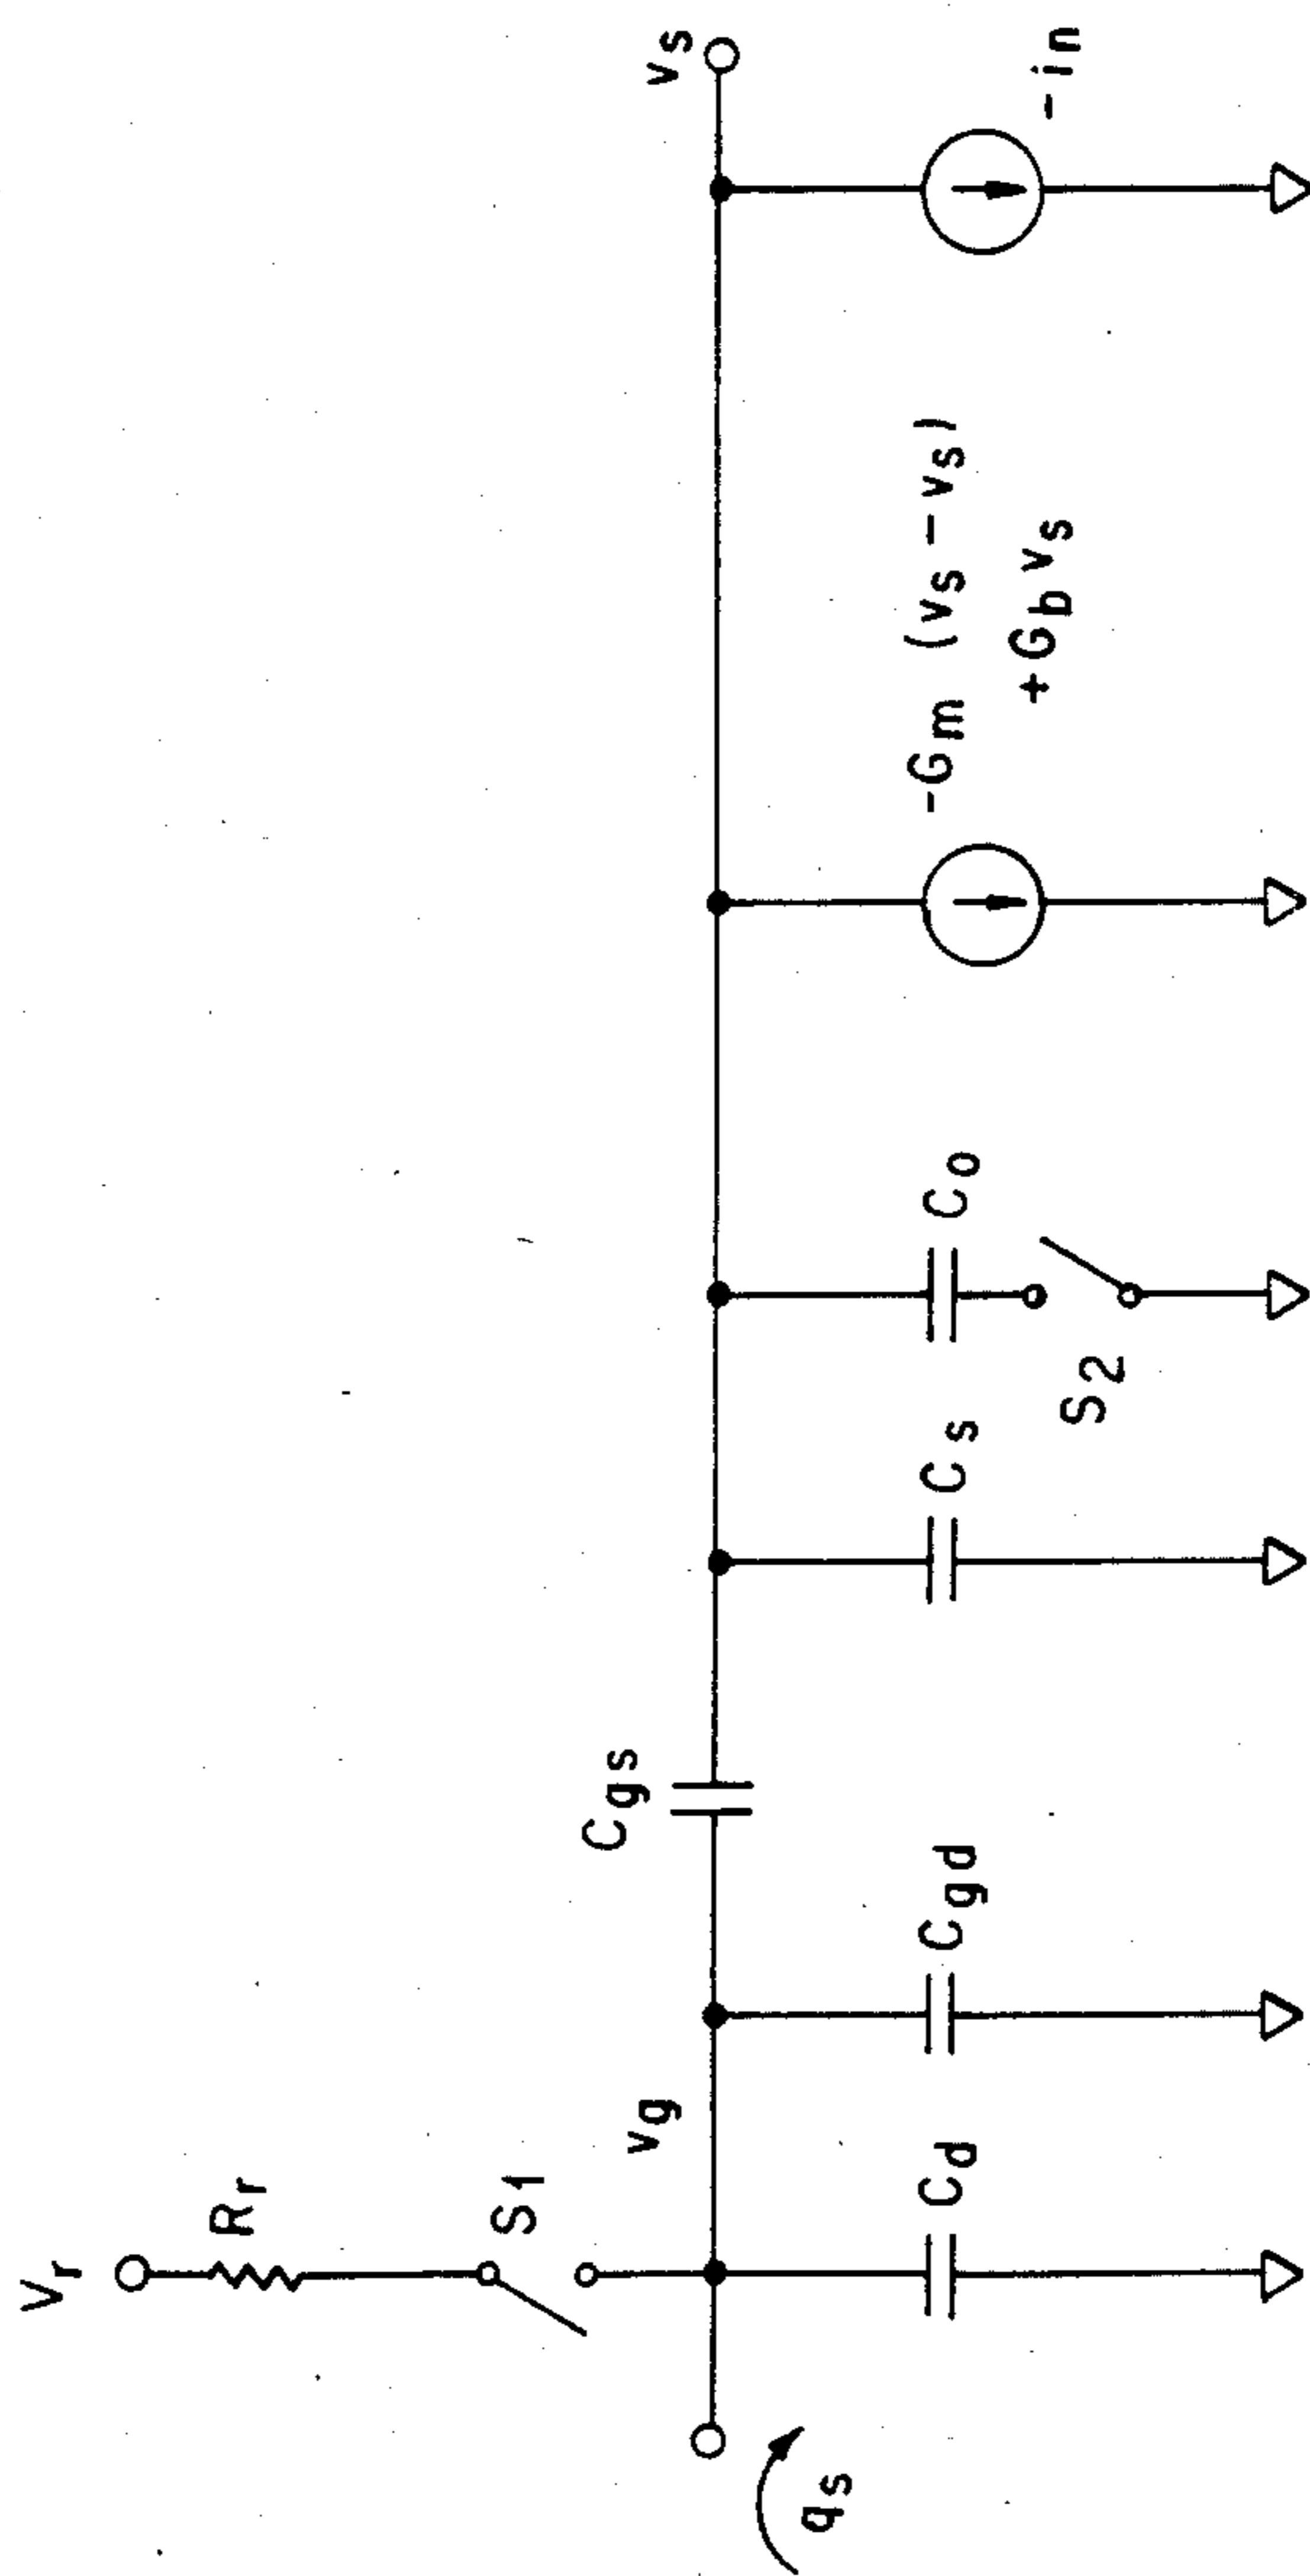 Vr
Rr
S1
vg
qs
Cd
Cgd
Cgs
Cs
S2
Co
-Gm (vs - vs)
+Gb vs
vs
-in